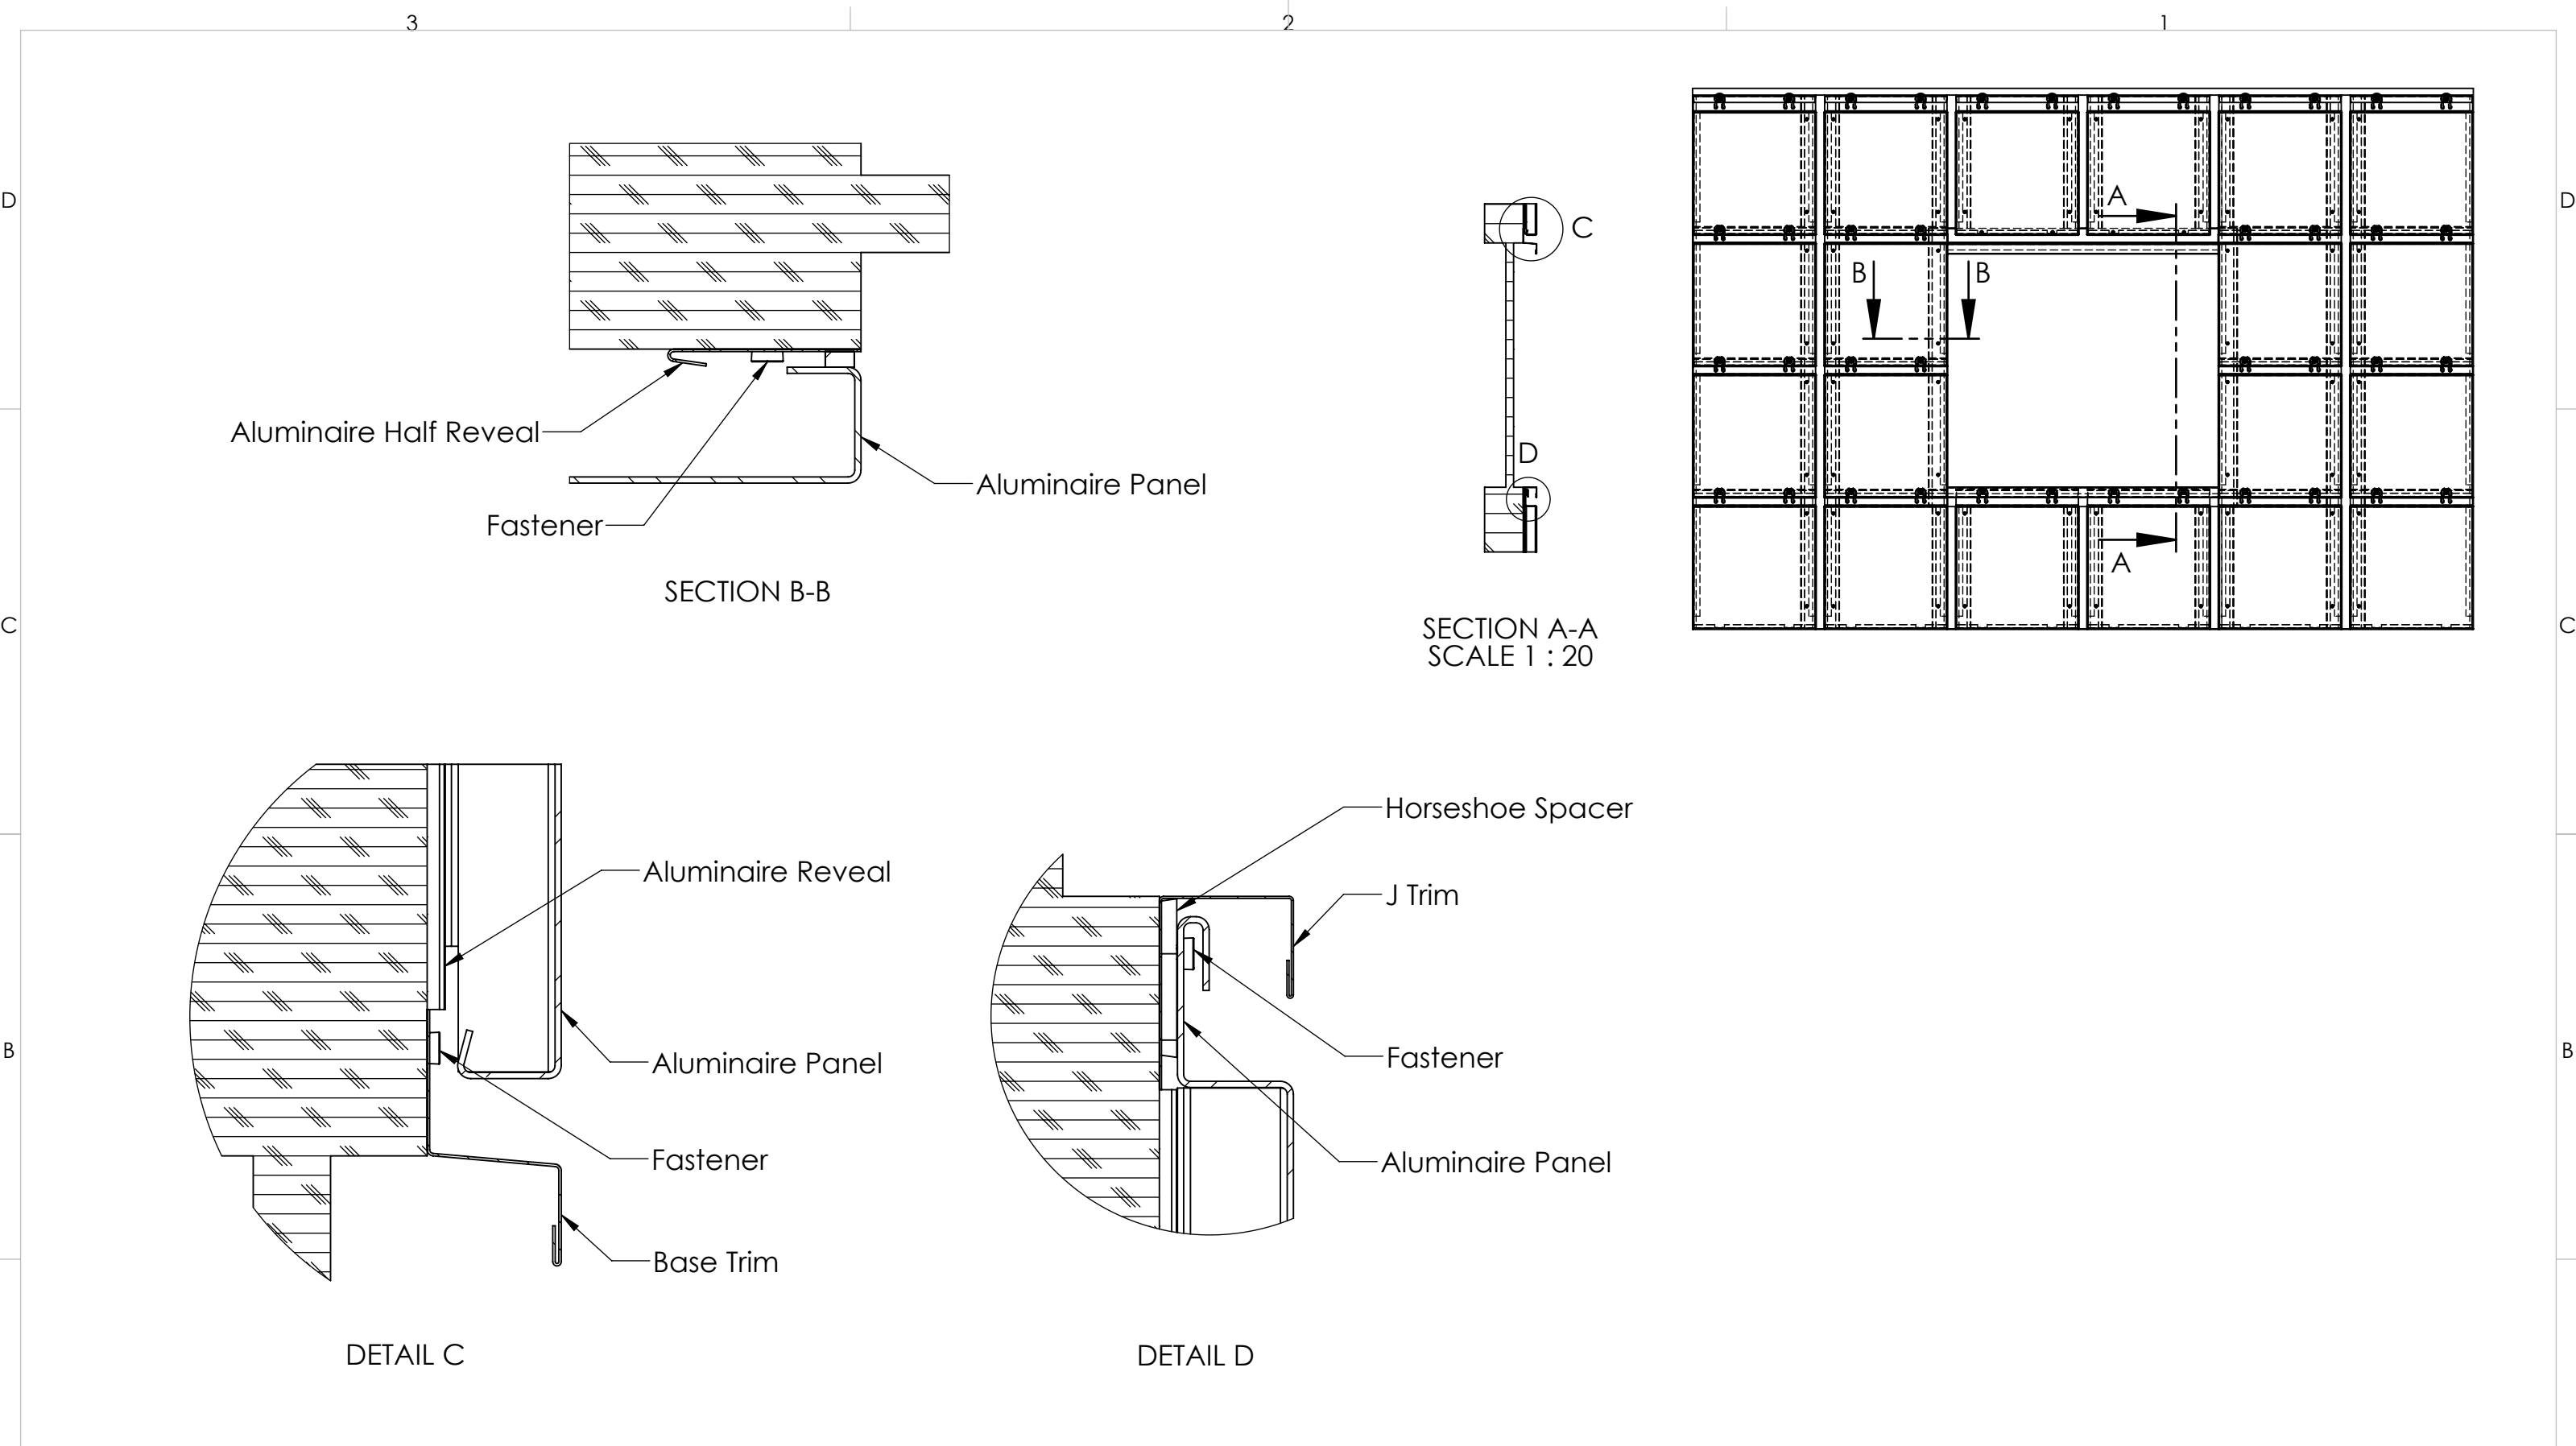 3
2
1
D
D
A
C
B
B
D
Aluminaire Half Reveal
Aluminaire Panel
Fastener
A
SECTION B-B
C
C
SECTION A-A
SCALE 1 : 20
Horseshoe Spacer
Aluminaire Reveal
J Trim
B
B
Aluminaire Panel
Fastener
Fastener
Aluminaire Panel
Base Trim
DETAIL C
DETAIL D